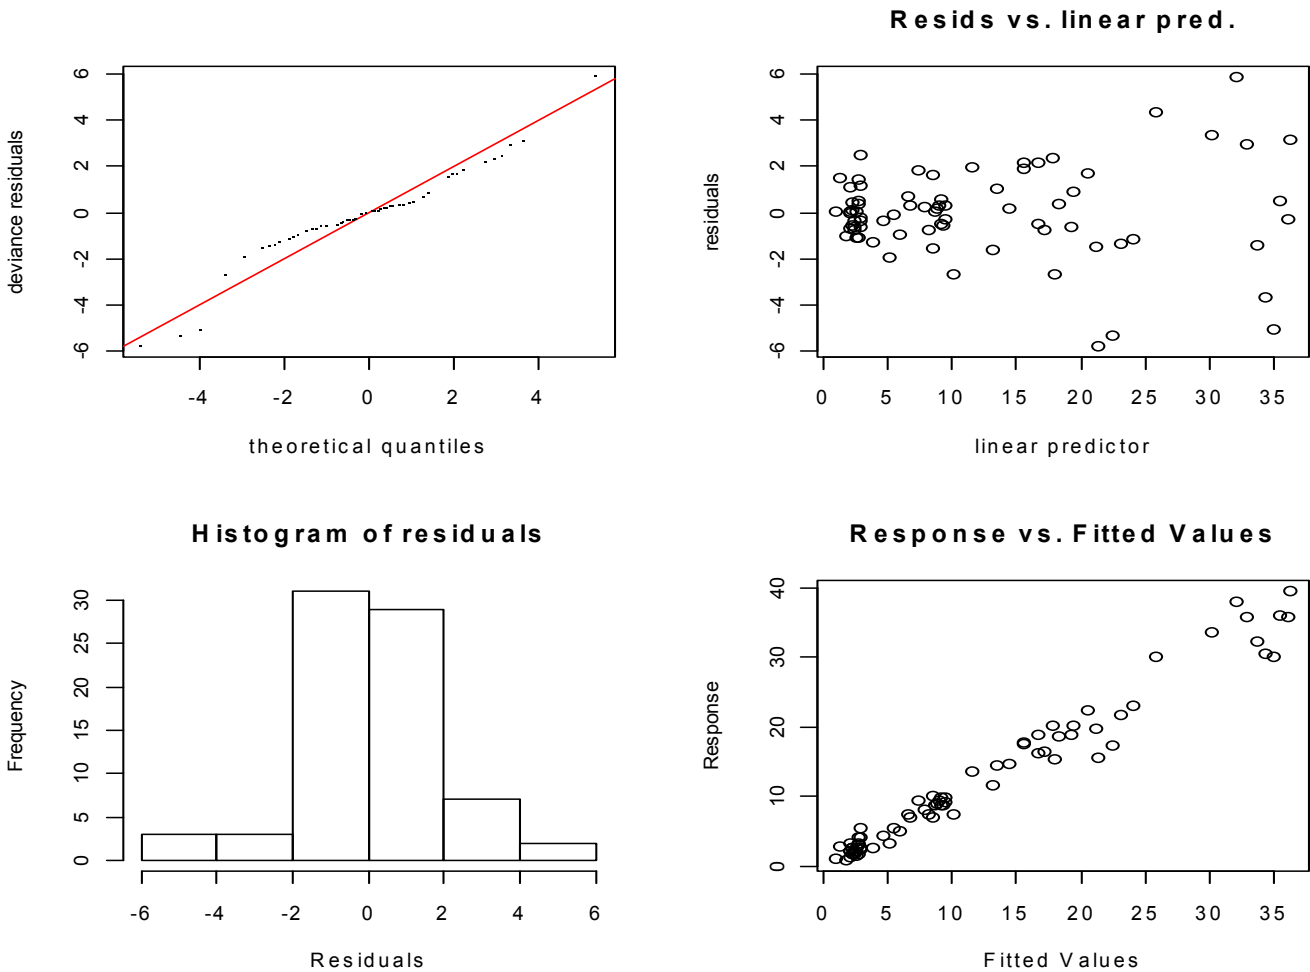 deviance residuals
6
4
2
0
-2
-4
-6
-4
-2
0
2
4
theoretical quantiles
Resids vs. linear pred.
residuals
6
4
2
0
-2
-4
-6
0 5 10 15 20 25 30 35
linear predictor
Histogram of residuals
Frequency
30
25
20
15
10
5
0
-6 -4 -2 0 2 4 6
Residuals
Response vs. Fitted Values
Response
40
30
20
10
0
0 5 10 15 20 25 30 35
Fitted Values